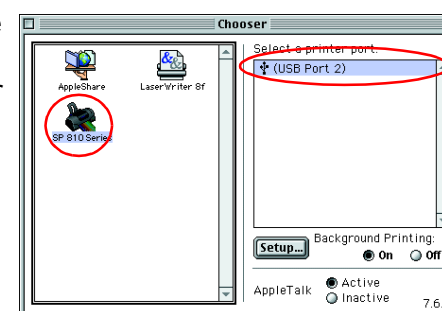 Chooser
AppleShare
LaserWriter 8f
SP 810 Series
Select a printer port:
(USB Port 2)
Setup...
Background Printing:
On
Off
AppleTalk
Active
Inactive
7.6.